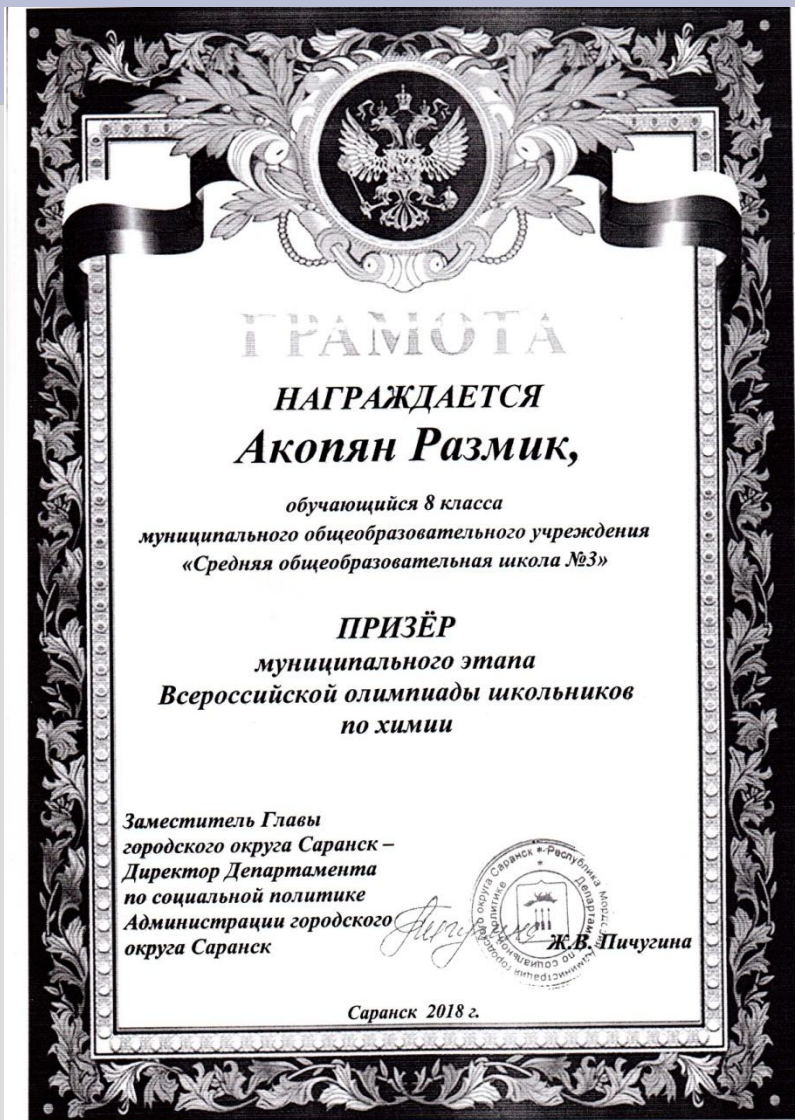 ГРАМОТА
НАГРАЖДАЕТСЯ
Акопян Размик,
обучающийся 8 класса
муниципального общеобразовательного учреждения
«Средняя общеобразовательная школа №3»
ПРИЗЁР
муниципального этапа
Всероссийской олимпиады школьников
по химии
Заместитель Главы
городского округа Саранск –
Директор Департамента
по социальной политике
Администрации городского
округа Саранск
Ж.В. Пичугина
Саранск 2018 г.